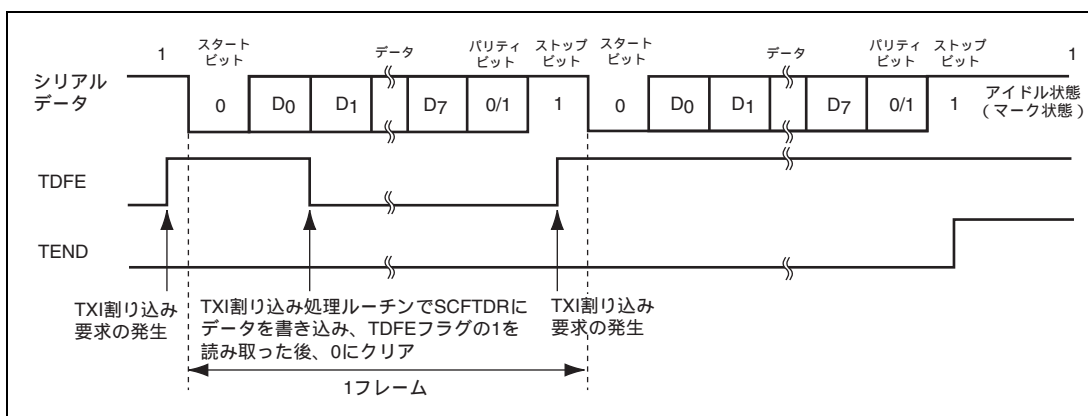 1
スタート
ビット
データ
パリティ
ビット
ストップ
ビット
スタート
ビット
データ
パリティ
ビット
ストップ
ビット
1
シリアル
データ
0
D0
D1
D7
0/1
1
0
D0
D1
D7
0/1
1
アイドル状態
(マーク状態)
TDFE
TEND
TXI割り込み
要求の発生
TXI割り込み処理ルーチンでSCFTDRに
データを書き込み、TDFEフラグの1を
読み取った後、0にクリア
TXI割り込み
要求の発生
1フレーム